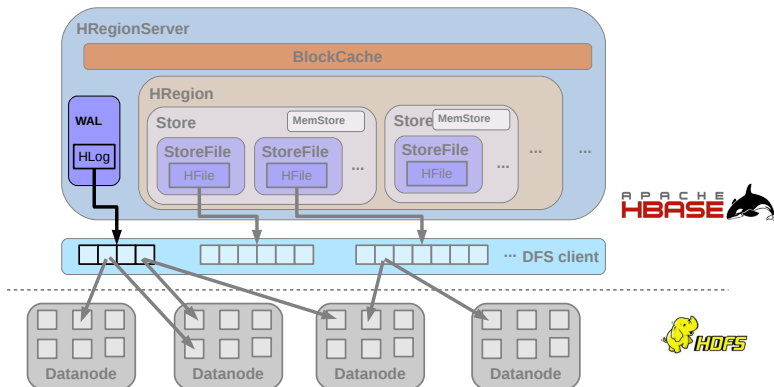 HRegionServer
BlockCache
HRegion
WAL
HLog
Store
MemStore
StoreFile
HFile
StoreFile
HFile
...
Store
MemStore
StoreFile
HFile
...
...
...
APACHE
HBASE
... DFS client
Datanode
Datanode
Datanode
Datanode
HDFS